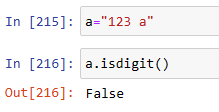 In [215]: a="123 a"
In [216]: a.isdigit()
Out[216]: False